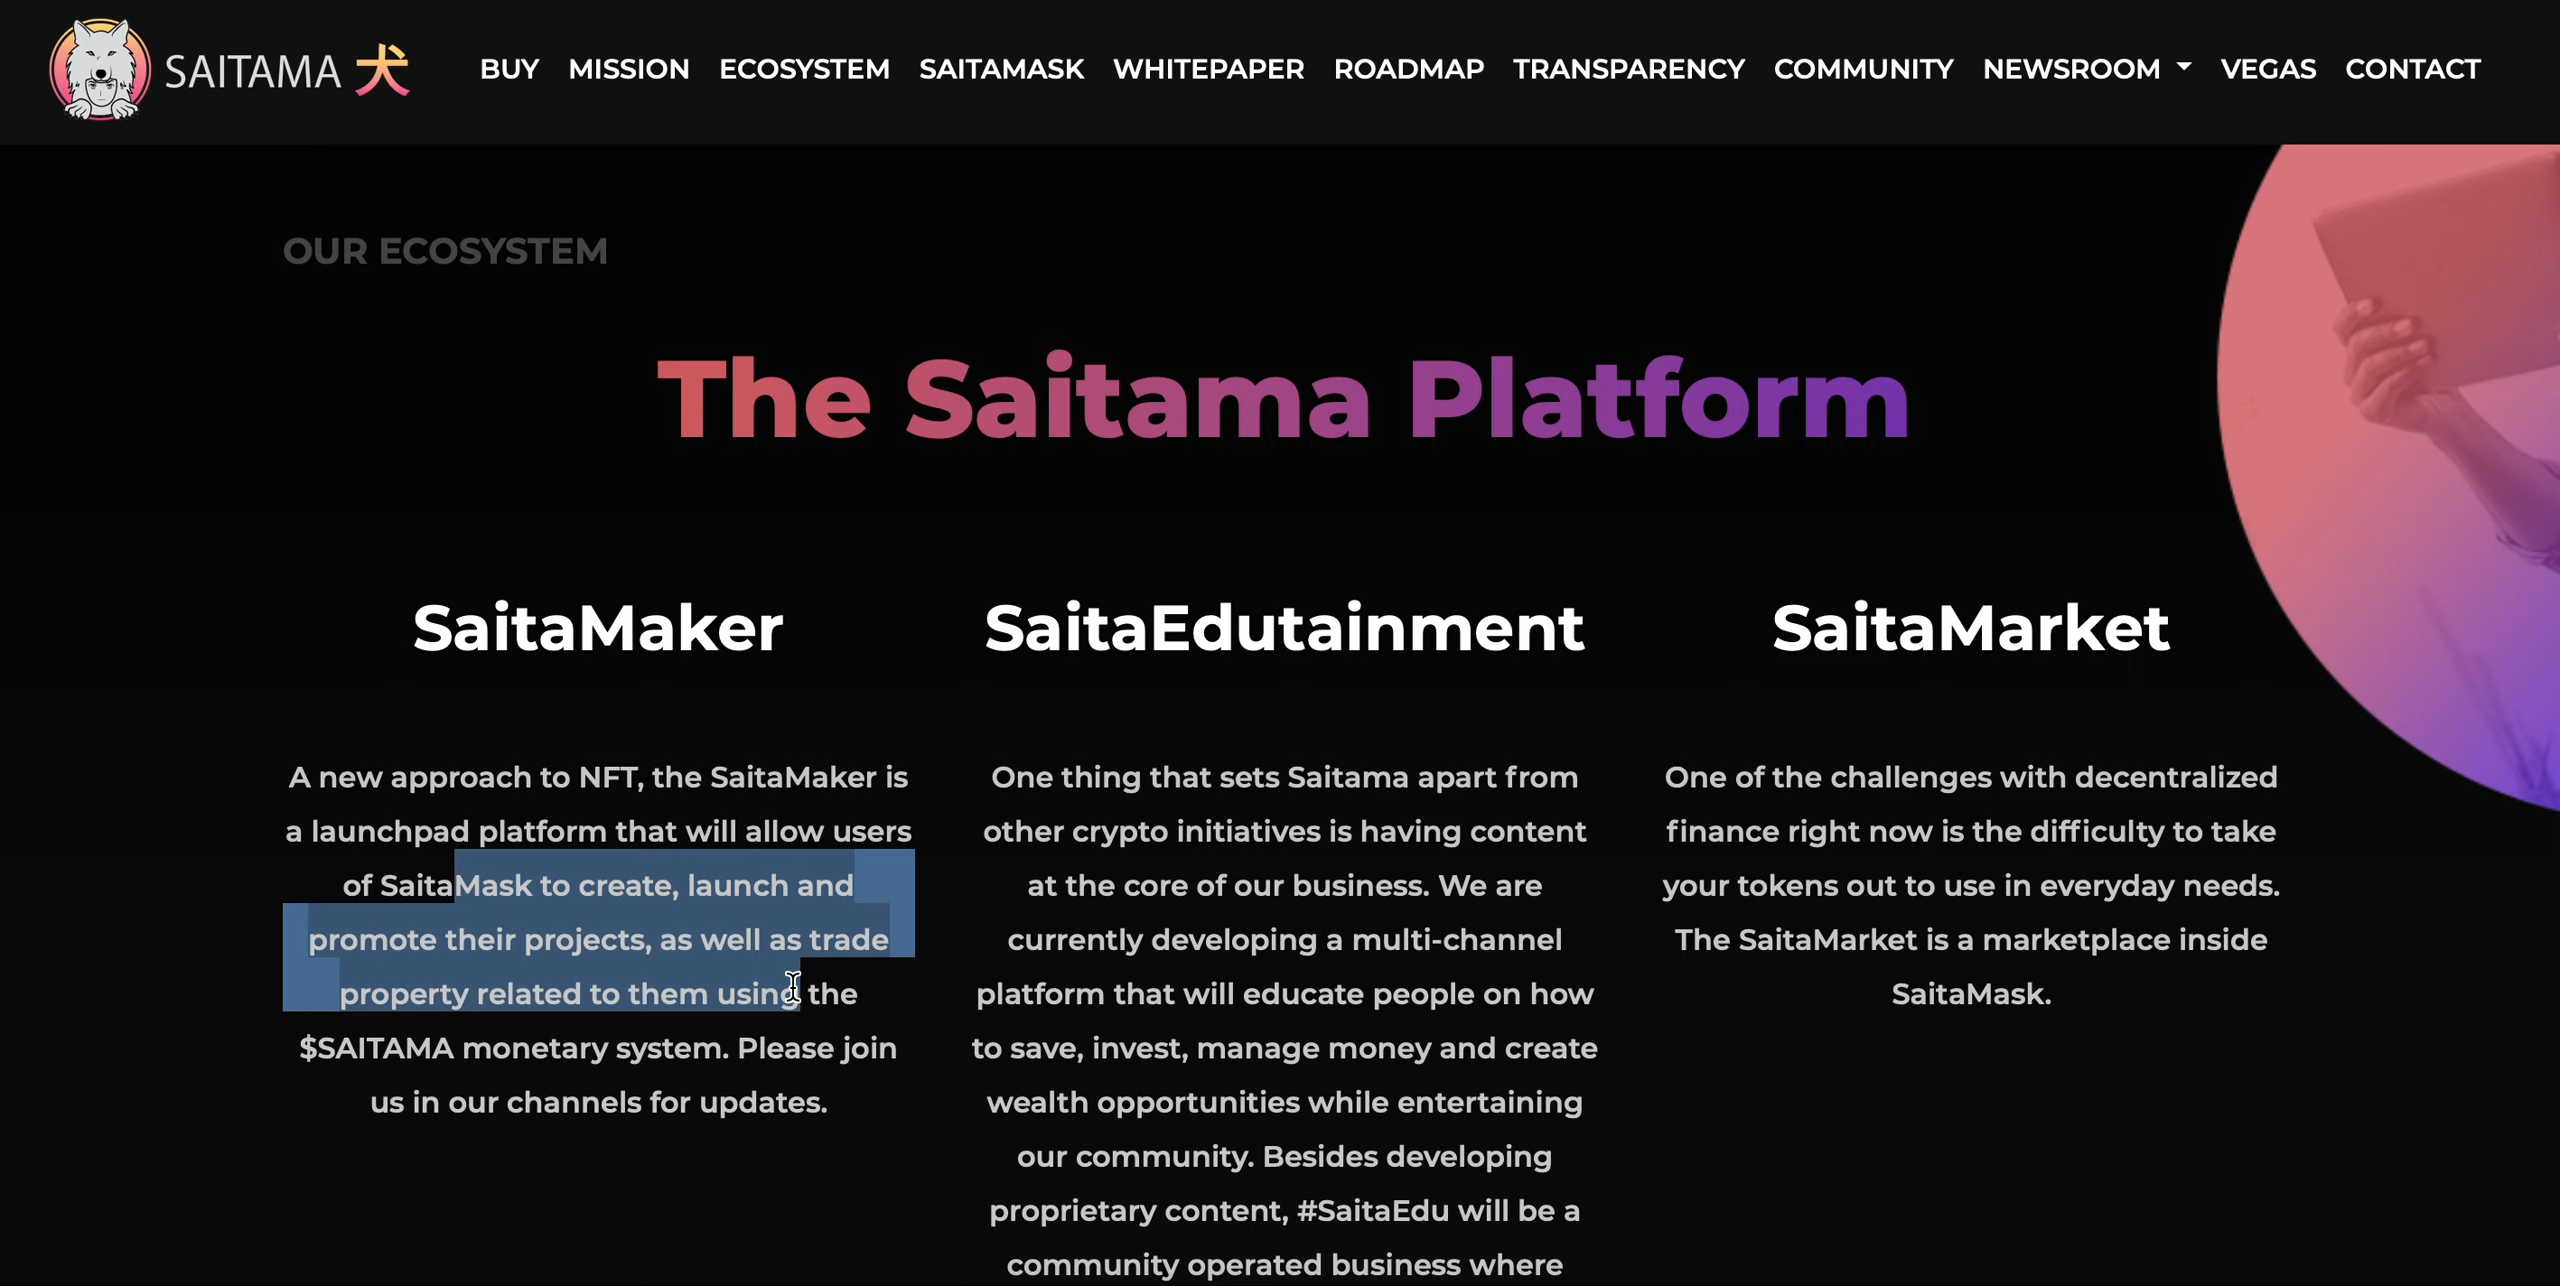 SAITAMA 犬
BUY MISSION ECOSYSTEM SAITAMASK WHITEPAPER ROADMAP TRANSPARENCY COMMUNITY NEWSROOM VEGAS CONTACT
OUR ECOSYSTEM
The Saitama Platform
SaitaMaker
A new approach to NFT, the SaitaMaker is
a launchpad platform that will allow users
of SaitaMask to create, launch and
promote their projects, as well as trade
property related to them using the
$SAITAMA monetary system. Please join
us in our channels for updates.
SaitaEdutainment
One thing that sets Saitama apart from
other crypto initiatives is having content
at the core of our business. We are
currently developing a multi-channel
platform that will educate people on how
to save, invest, manage money and create
wealth opportunities while entertaining
our community. Besides developing
proprietary content, #SaitaEdu will be a
community operated business where
SaitaMarket
One of the challenges with decentralized
finance right now is the difficulty to take
your tokens out to use in everyday needs.
The SaitaMarket is a marketplace inside
SaitaMask.